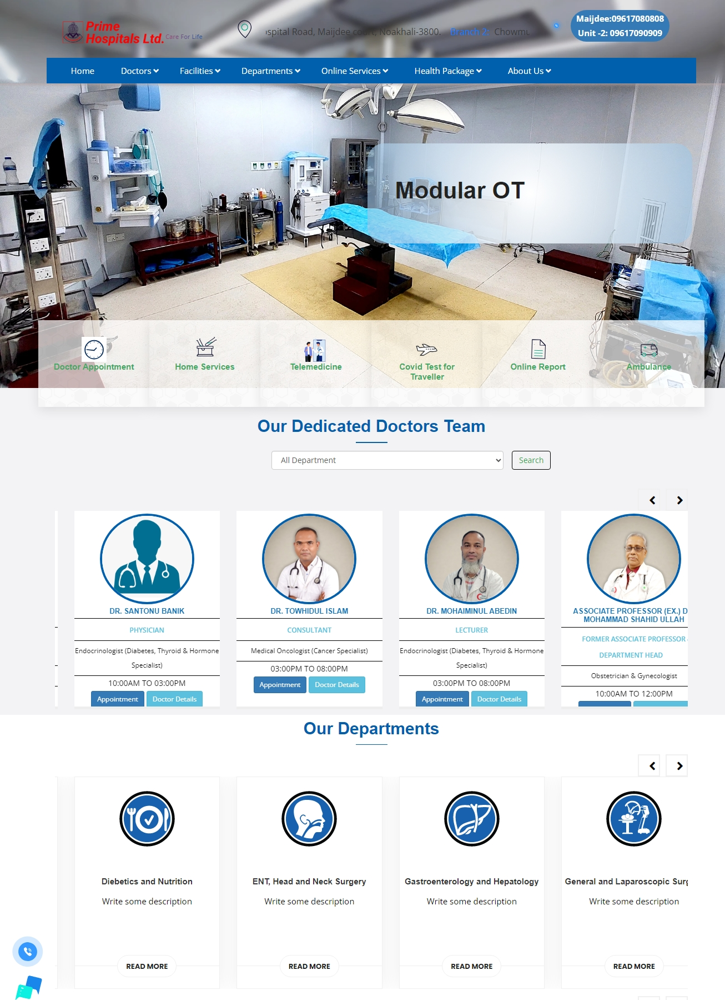 Prime
Hospitals Ltd. Care For Life
spital Road, Maijdee court, Noakhali-3800. Branch 2: Chowmu
Maijdee:09617080808
Unit -2: 09617090909
Home Doctors Facilities Departments Online Services Health Package About Us
Modular OT
Doctor Appointment
Home Services
Telemedicine
Covid Test for
Traveller
Online Report
Ambulance
Our Dedicated Doctors Team
All Department Search
DR. SANTONU BANIK
PHYSICIAN
Endocrinologist (Diabetes, Thyroid & Hormone
Specialist)
10:00AM TO 03:00PM
Appointment Doctor Details
DR. TOWHIDUL ISLAM
CONSULTANT
Medical Oncologist (Cancer Specialist)
03:00PM TO 08:00PM
Appointment Doctor Details
DR. MOHAIMINUL ABEDIN
LECTURER
Endocrinologist (Diabetes, Thyroid & Hormone
Specialist)
03:00PM TO 08:00PM
Appointment Doctor Details
ASSOCIATE PROFESSOR (EX.) D
MOHAMMAD SHAHID ULLAH
FORMER ASSOCIATE PROFESSOR
DEPARTMENT HEAD
Obstetrician & Gynecologist
10:00AM TO 12:00PM
Our Departments
Diebetics and Nutrition
Write some description
READ MORE
ENT, Head and Neck Surgery
Write some description
READ MORE
Gastroenterology and Hepatology
Write some description
READ MORE
General and Laparoscopic Surg
Write some description
READ MORE